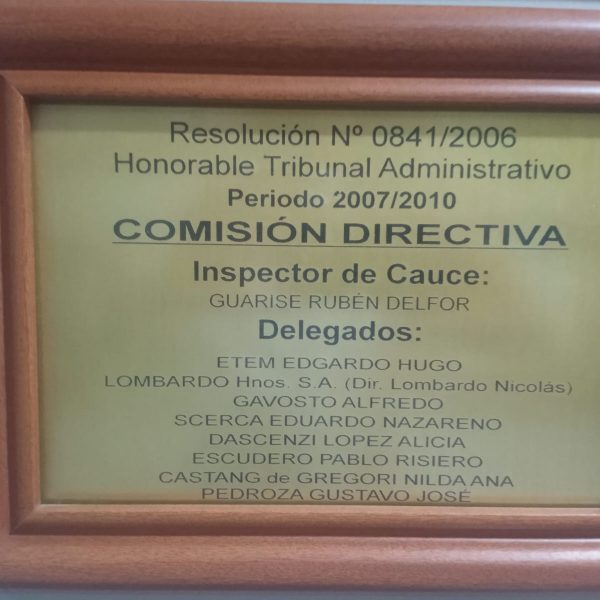 Resolución Nº 0841/2006
Honorable Tribunal Administrativo
Periodo 2007/2010
COMISIÓN DIRECTIVA
Inspector de Cauce:
GUARISE RUBÉN DELFOR
Delegados:
ETEM EDGARDO HUGO
LOMBARDO Hnos. S.A. (Dir. Lombardo Nicolás)
GAVOSTO ALFREDO
SCERCA EDUARDO NAZARENO
DASCENZI LOPEZ ALICIA
ESCUDERO PABLO RISIERO
CASTANG de GREGORI NILDA ANA
PEDROZA GUSTAVO JOSÉ